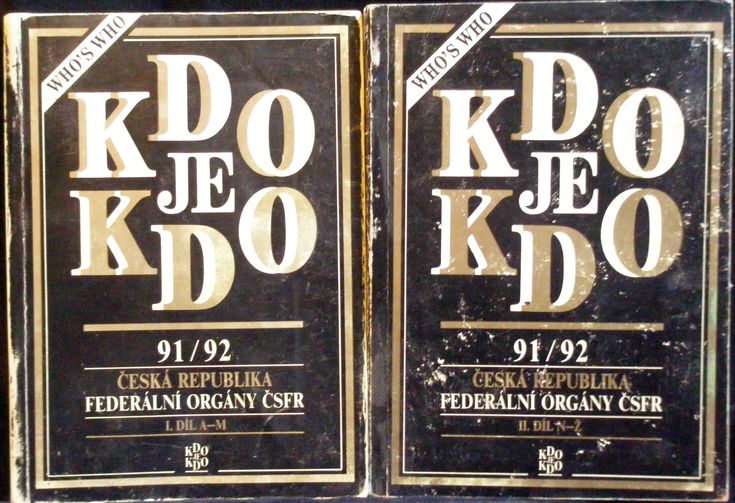 WHO'S WHO
KDO
JE
KDO
91/92
ČESKÁ REPUBLIKA
FEDERÁLNÍ ORGÁNY ČSFR
I. DÍL A–M
KDO
JE
KDO
WHO'S WHO
KDO
JE
KDO
91/92
ČESKÁ REPUBLIKA
FEDERÁLNÍ ORGÁNY ČSFR
II. DÍL N–Ž
KDO
JE
KDO